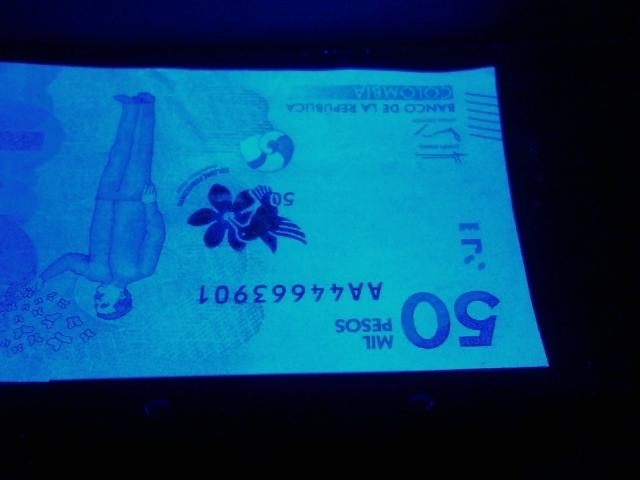 50 MIL
PESOS
AA44663901
50
BANCO DE LA REPÚBLICA
COLOMBIA